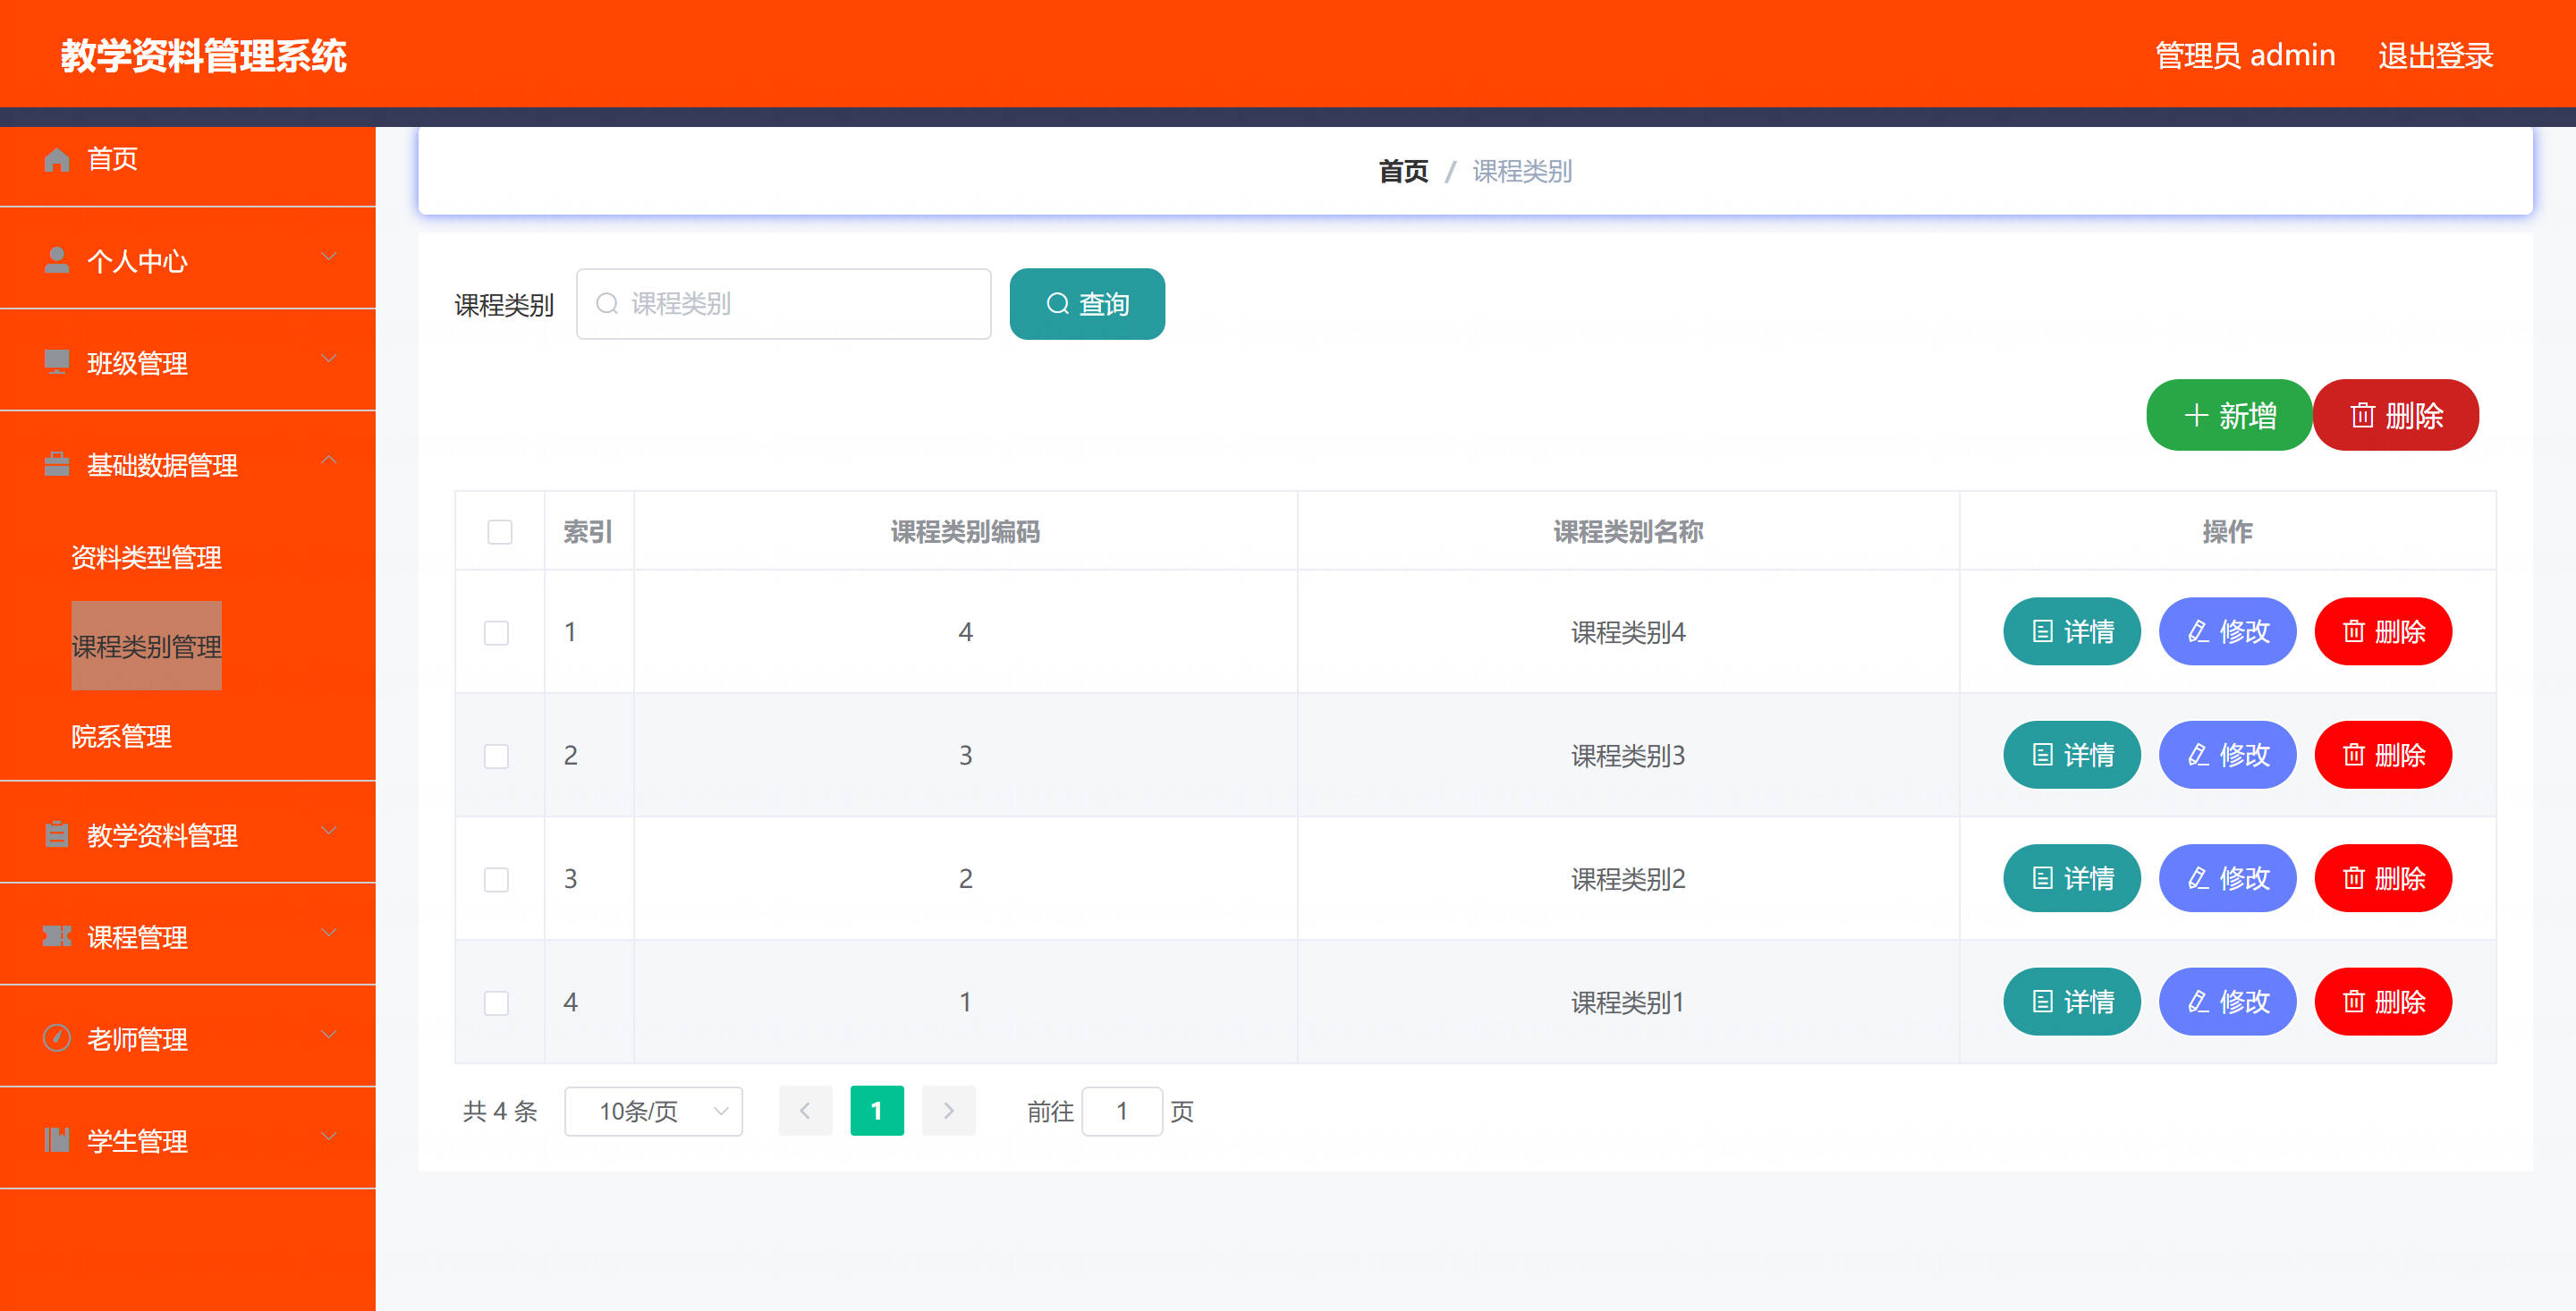 教学资料管理系统
管理员 admin 退出登录
首页
个人中心
班级管理
基础数据管理
资料类型管理
课程类别管理
院系管理
教学资料管理
课程管理
老师管理
学生管理
首页 / 课程类别
课程类别 课程类别 查询
新增 删除
索引 课程类别编码 课程类别名称 操作
1 4 课程类别4 详情 修改 删除
2 3 课程类别3 详情 修改 删除
3 2 课程类别2 详情 修改 删除
4 1 课程类别1 详情 修改 删除
共 4 条 10条/页 1 前往 1 页